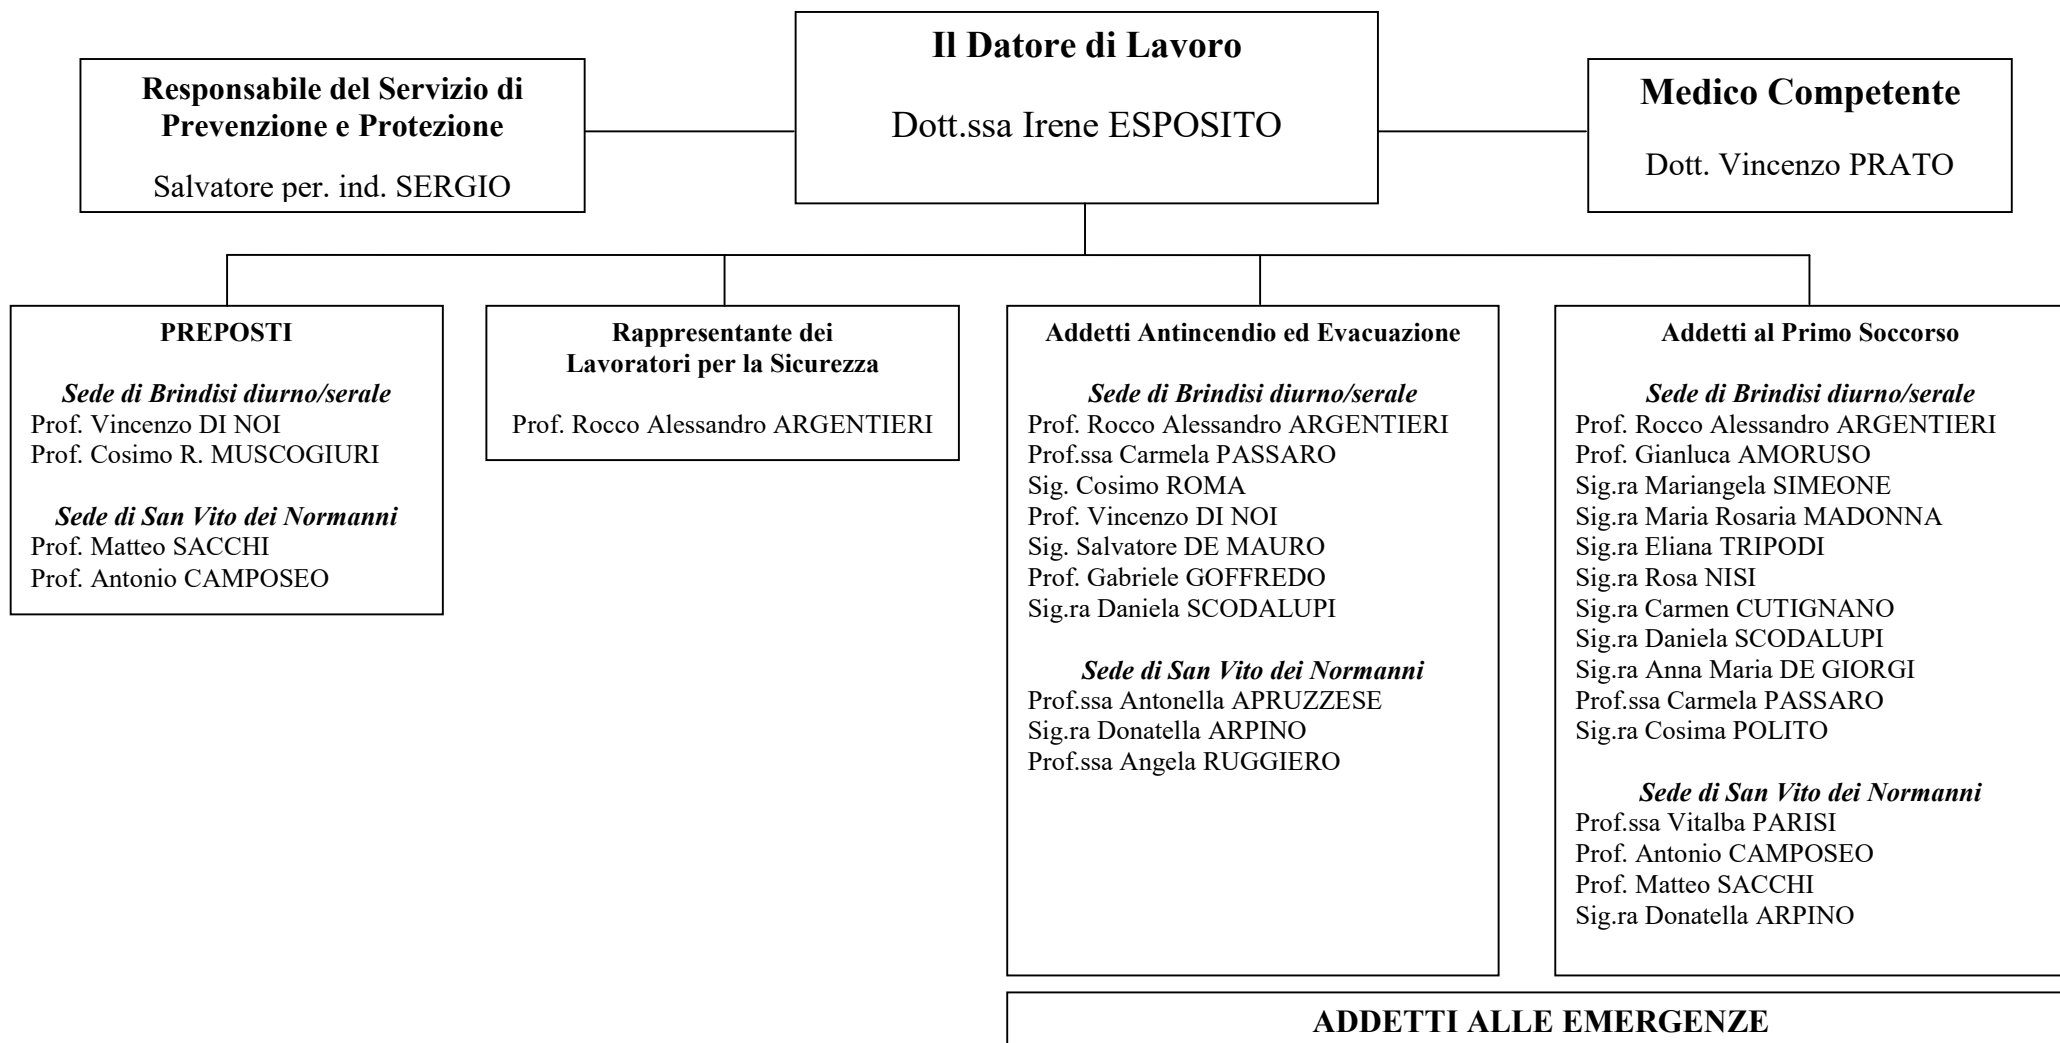 Responsabile del Servizio di
Prevenzione e Protezione
Salvatore per. ind. SERGIO
Il Datore di Lavoro
Dott.ssa Irene ESPOSITO
Medico Competente
Dott. Vincenzo PRATO
PREPOSTI
Sede di Brindisi diurno/serale
Prof. Vincenzo DI NOI
Prof. Cosimo R. MUSCOGIURI
Sede di San Vito dei Normanni
Prof. Matteo SACCHI
Prof. Antonio CAMPOSEO
Rappresentante dei
Lavoratori per la Sicurezza
Prof. Rocco Alessandro ARGENTIERI
Addetti Antincendio ed Evacuazione
Sede di Brindisi diurno/serale
Prof. Rocco Alessandro ARGENTIERI
Prof.ssa Carmela PASSARO
Sig. Cosimo ROMA
Prof. Vincenzo DI NOI
Sig. Salvatore DE MAURO
Prof. Gabriele GOFFREDO
Sig.ra Daniela SCODALUPI
Sede di San Vito dei Normanni
Prof.ssa Antonella APRUZZESE
Sig.ra Donatella ARPINO
Prof.ssa Angela RUGGIERO
Addetti al Primo Soccorso
Sede di Brindisi diurno/serale
Prof. Rocco Alessandro ARGENTIERI
Prof. Gianluca AMORUSO
Sig.ra Mariangela SIMEONE
Sig.ra Maria Rosaria MADONNA
Sig.ra Eliana TRIPODI
Sig.ra Rosa NISI
Sig.ra Carmen CUTIGNANO
Sig.ra Daniela SCODALUPI
Sig.ra Anna Maria DE GIORGI
Prof.ssa Carmela PASSARO
Sig.ra Cosima POLITO
Sede di San Vito dei Normanni
Prof.ssa Vitalba PARISI
Prof. Antonio CAMPOSEO
Prof. Matteo SACCHI
Sig.ra Donatella ARPINO
ADDETTI ALLE EMERGENZE